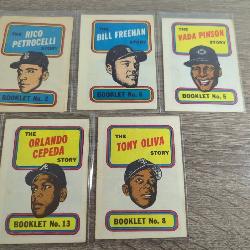 THE
RICO
PETROCELLI
STORY
BOOKLET No. 2
THE
BILL FREEHAN
STORY
BOOKLET No. 6
THE
VADA PINSON
STORY
BOOKLET No. 5
THE
ORLANDO
CEPEDA
STORY
BOOKLET No. 13
THE
TONY OLIVA
STORY
BOOKLET No. 8